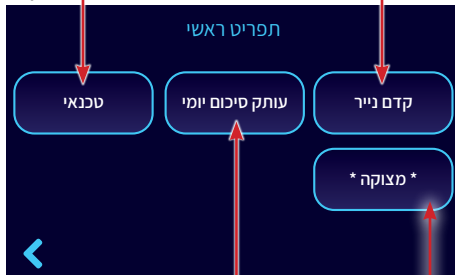 תפריט ראשי
קדם נייר
עותק סיכום יומי
טכנאי
* מצוקה *